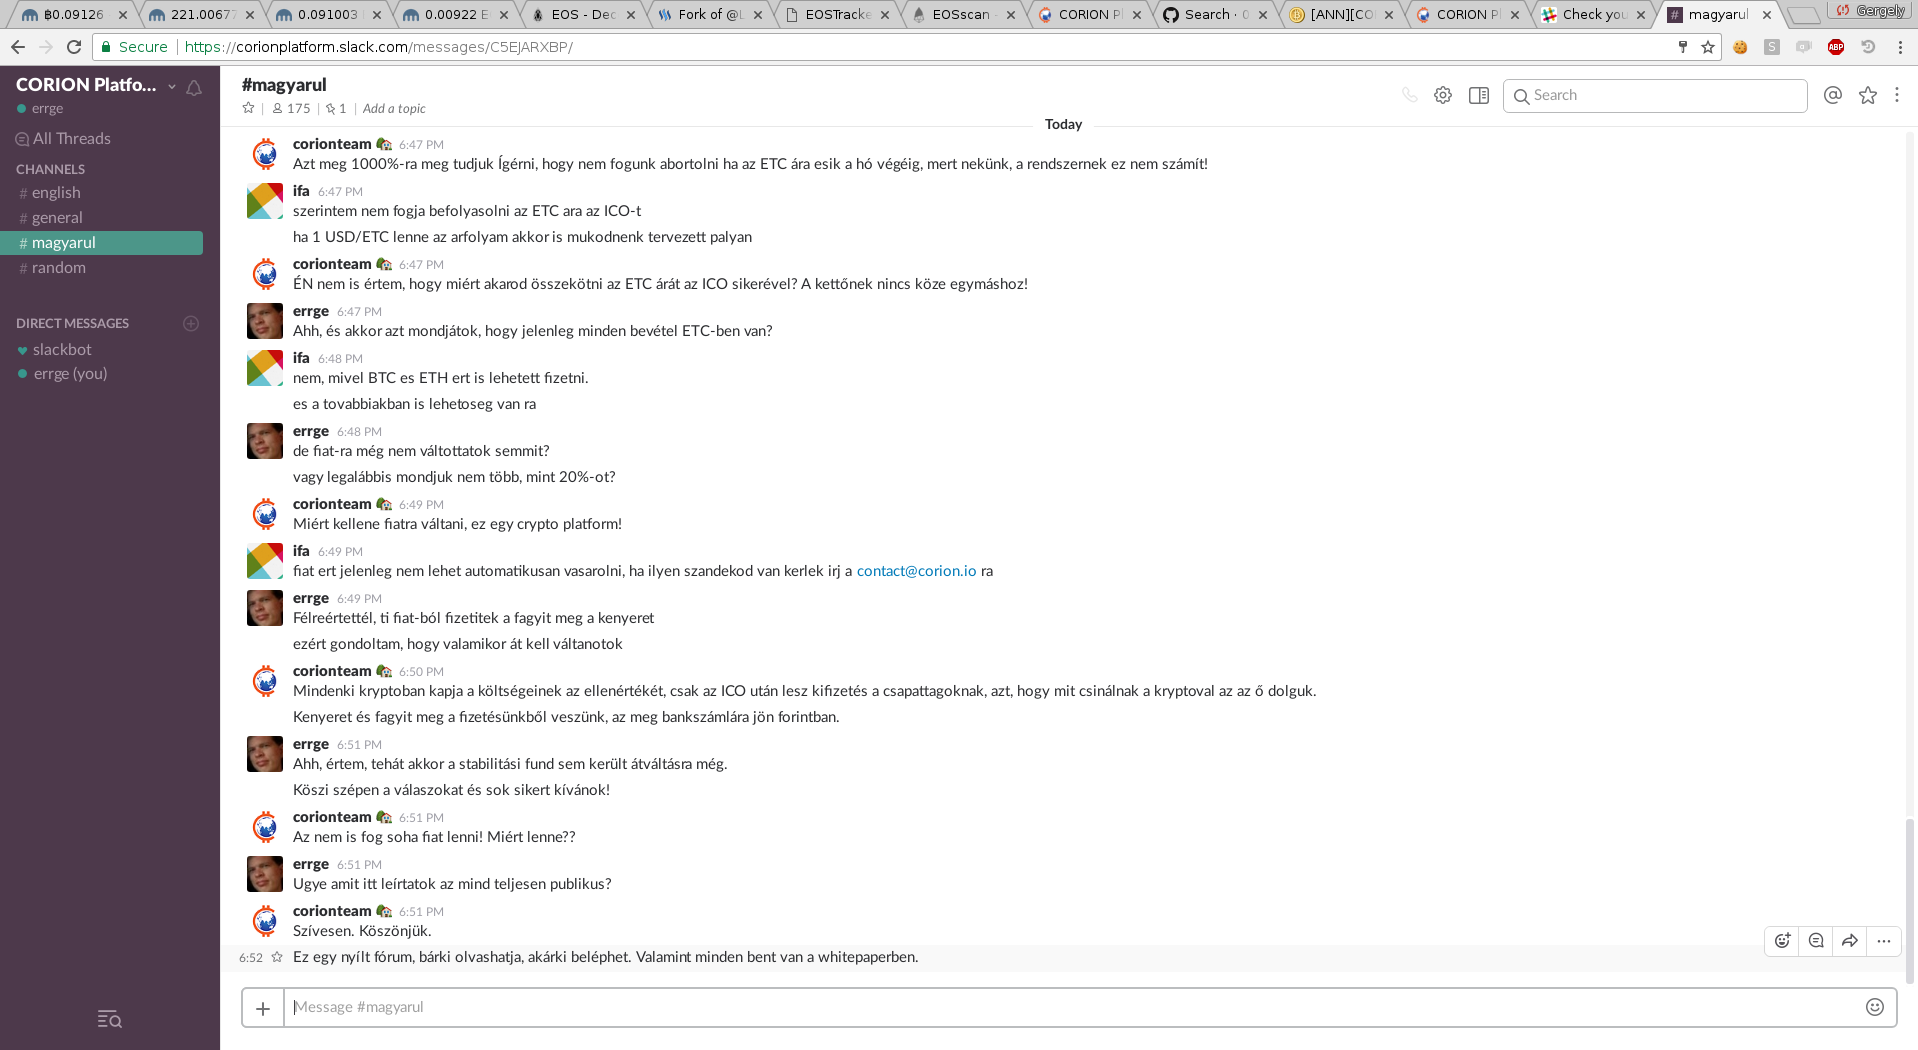 ฿0.09126
221.00677
0.091003
0.00922 E
EOS - Dec
Fork of @L
EOSTracke
EOSscan -
CORION Pl
Search · 
[ANN][CO
CORION Pl
Check you
magyarul
Gergely
Secure
https://corionplatform.slack.com/messages/C5EJARXBP/
CORION Platfo...
errge
All Threads
CHANNELS
# english
# general
# magyarul
# random
DIRECT MESSAGES
slackbot
errge (you)
#magyarul
175 | 1 | Add a topic
Search
Today
corionteam 6:47 PM
Azt meg 1000%-ra meg tudjuk Ígérni, hogy nem fogunk abortolni ha az ETC ára esik a hó végéig, mert nekünk, a rendszernek ez nem számít!
ifa 6:47 PM
szerintem nem fogja befolyasolni az ETC ara az ICO-t
ha 1 USD/ETC lenne az arfolyam akkor is mukodnenk tervezett palyan
corionteam 6:47 PM
ÉN nem is értem, hogy miért akarod összekötni az ETC árát az ICO sikerével? A kettőnek nincs köze egymáshoz!
errge 6:47 PM
Ahh, és akkor azt mondjátok, hogy jelenleg minden bevétel ETC-ben van?
ifa 6:48 PM
nem, mivel BTC es ETH ert is lehetett fizetni.
es a tovabbiakban is lehetoseg van ra
errge 6:48 PM
de fiat-ra még nem váltottatok semmit?
vagy legalábbis mondjuk nem több, mint 20%-ot?
corionteam 6:49 PM
Miért kellene fiatra váltani, ez egy crypto platform!
ifa 6:49 PM
fiat ert jelenleg nem lehet automatikusan vasarolni, ha ilyen szandekod van kerlek irj a contact@corion.io ra
errge 6:49 PM
Félreértettél, ti fiat-ból fizetitek a fagyit meg a kenyeret
ezért gondoltam, hogy valamikor át kell váltanotok
corionteam 6:50 PM
Mindenki kryptoban kapja a költségeinek az ellenértékét, csak az ICO után lesz kifizetés a csapattagoknak, azt, hogy mit csinálnak a kryptoval az az ő dolguk.
Kenyeret és fagyit meg a fizetésünkből veszünk, az meg bankszámlára jön forintban.
errge 6:51 PM
Ahh, értem, tehát akkor a stabilitási fund sem került átváltásra még.
Köszi szépen a válaszokat és sok sikert kívánok!
corionteam 6:51 PM
Az nem is fog soha fiat lenni! Miért lenne??
errge 6:51 PM
Ugye amit itt leírtatok az mind teljesen publikus?
corionteam 6:51 PM
Szívesen. Köszönjük.
6:52 Ez egy nyílt fórum, bárki olvashatja, akárki beléphet. Valamint minden bent van a whitepaperben.
Message #magyarul